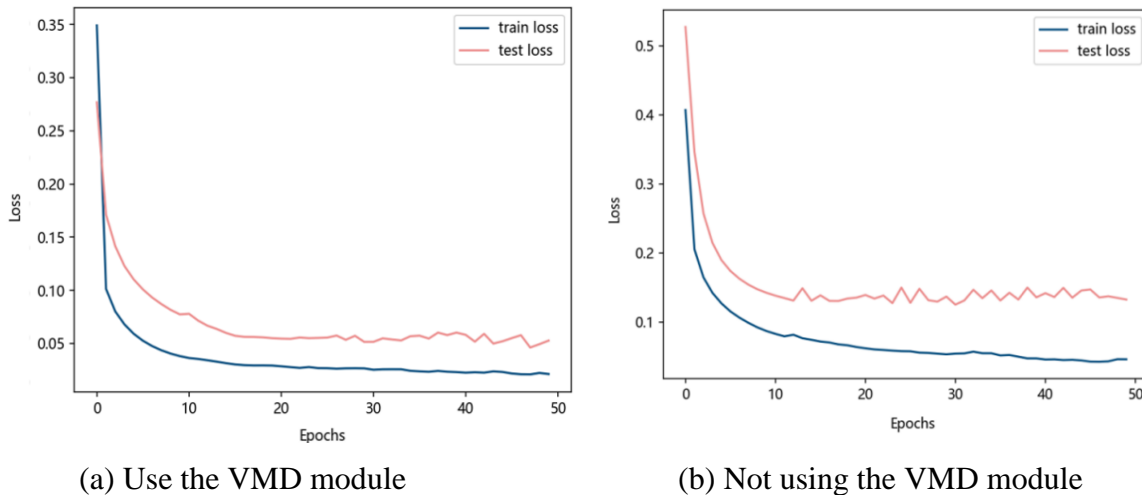 0.35
0.30
0.25
0.20
0.15
0.10
0.05
Loss
0 10 20 30 40 50
Epochs
train loss
test loss
(a) Use the VMD module
0.5
0.4
0.3
0.2
0.1
Loss
0 10 20 30 40 50
Epochs
train loss
test loss
(b) Not using the VMD module